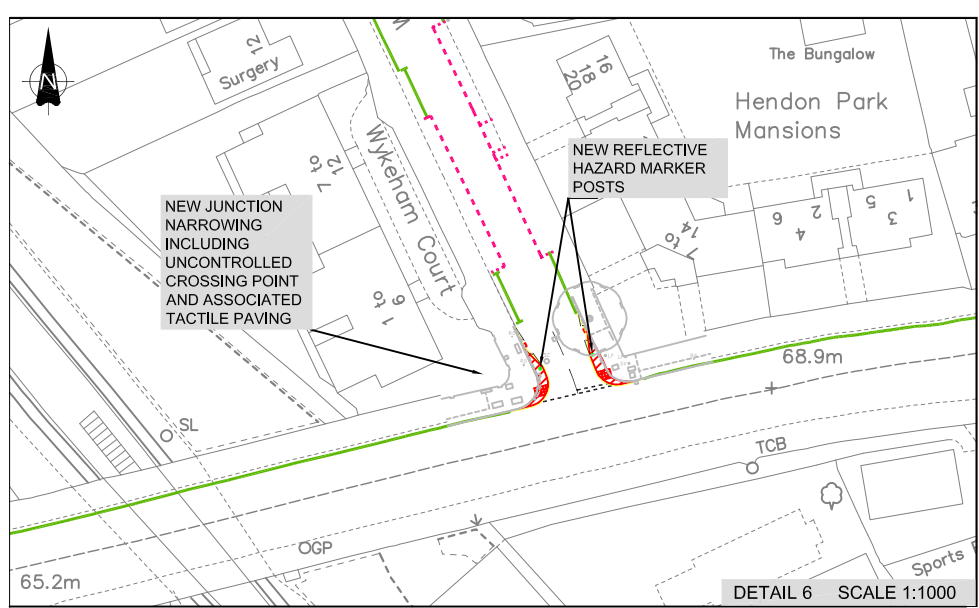 N
12
Surgery
16
18
20
The Bungalow
Hendon Park
Mansions
NEW REFLECTIVE
HAZARD MARKER
POSTS
7 to
12
Wykeham Court
NEW JUNCTION
NARROWING
INCLUDING
UNCONTROLLED
CROSSING POINT
AND ASSOCIATED
TACTILE PAVING
1 to
6
7 to
14
6
4
2
5
3
1
68.9m
SL
TCB
OGP
65.2m
Sports
DETAIL 6 SCALE 1:1000